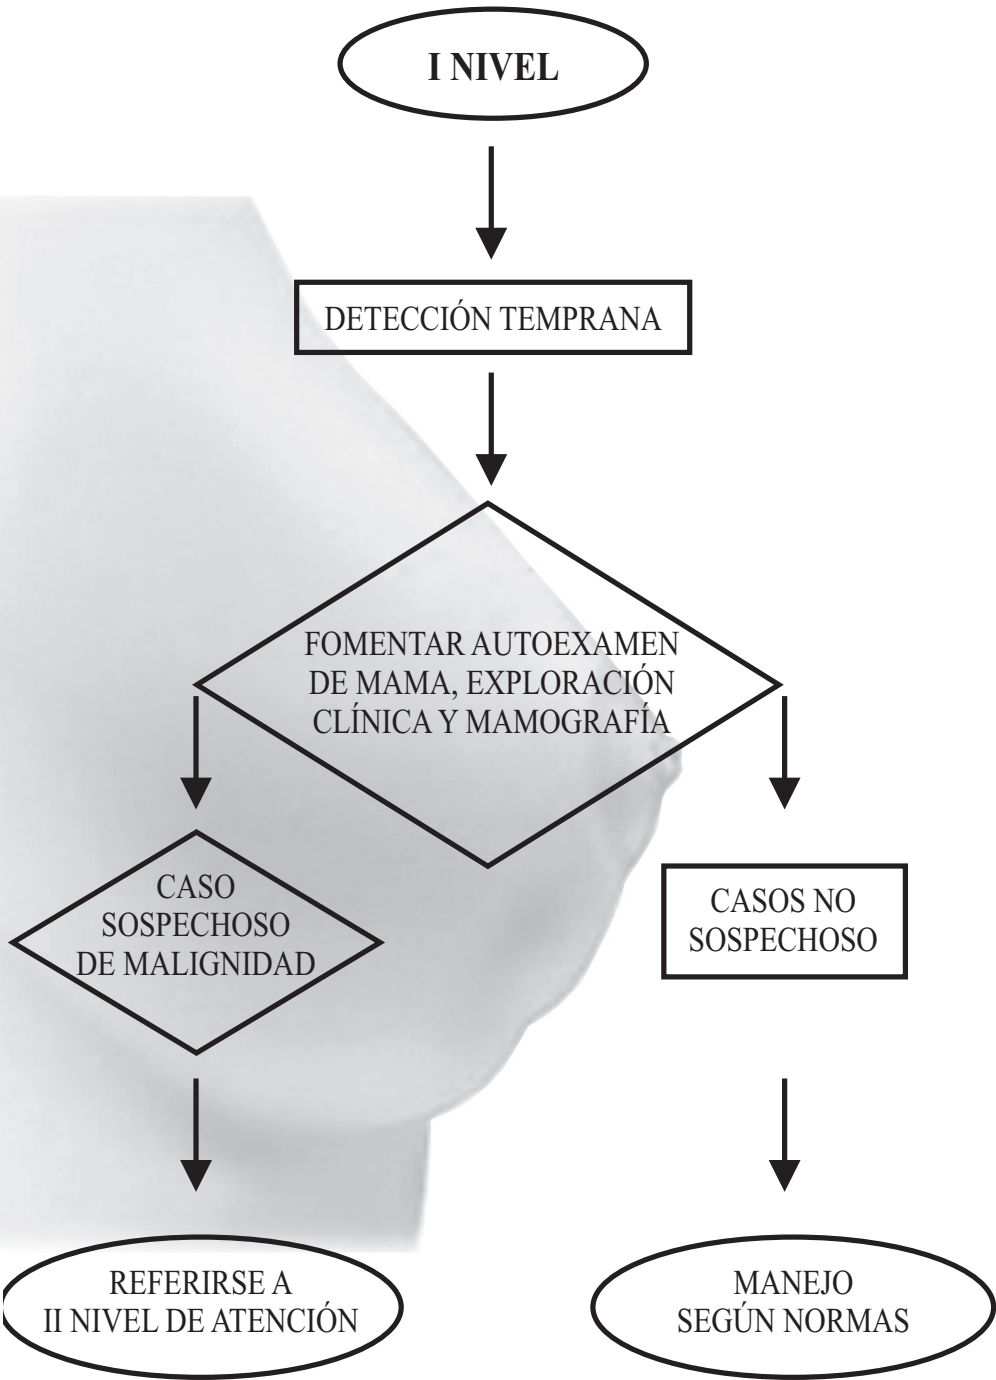 I NIVEL
DETECCIÓN TEMPRANA
FOMENTAR AUTOEXAMEN
DE MAMA, EXPLORACIÓN
CLÍNICA Y MAMOGRAFÍA
CASO
SOSPECHOSO
DE MALIGNIDAD
CASOS NO
SOSPECHOSO
REFERIRSE A
II NIVEL DE ATENCIÓN
MANEJO
SEGÚN NORMAS